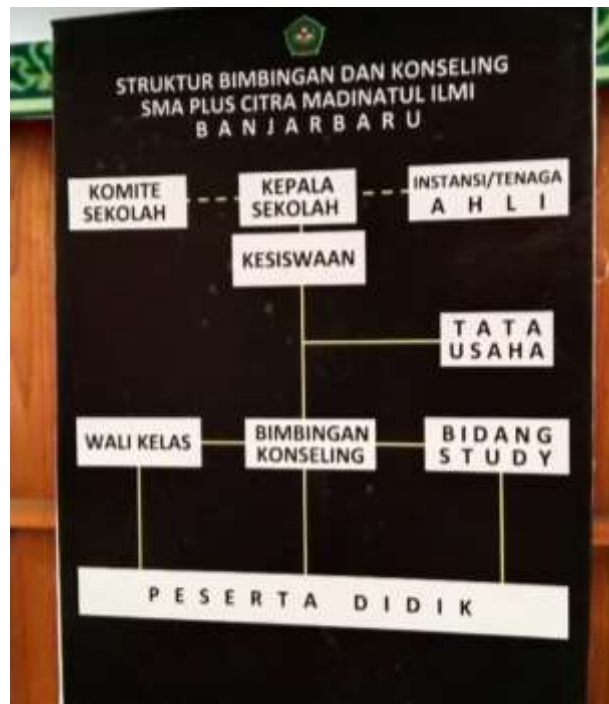 STRUKTUR BIMBINGAN DAN KONSELING
SMA PLUS CITRA MADINATUL ILMI
BANJARBARU
KOMITE
SEKOLAH
KEPALA
SEKOLAH
INSTANSI/TENAGA
AHLI
KESISWAAN
TATA
USAHA
WALI KELAS
BIMBINGAN
KONSELING
BIDANG
STUDY
PESERTA DIDIK